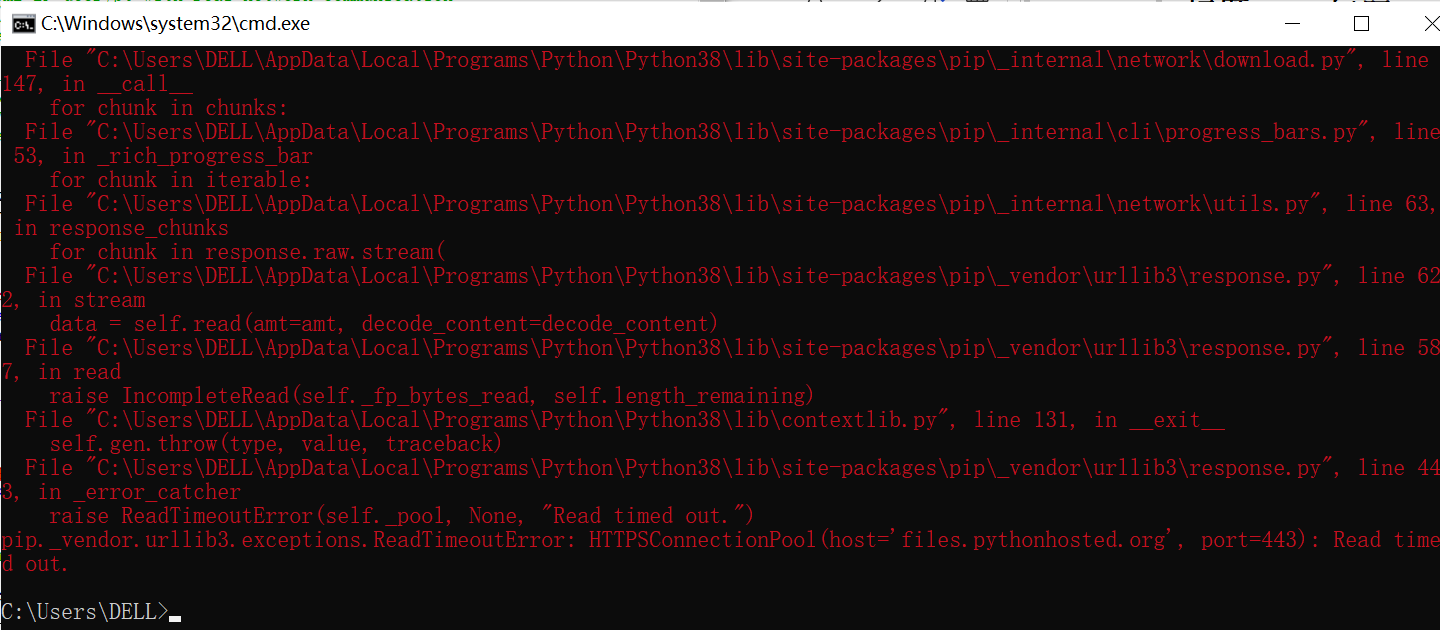 C:\Windows\system32\cmd.exe
File "C:\Users\DELL\AppData\Local\Programs\Python\Python38\lib\site-packages\pip\_internal\network\download.py", line
147, in __call__
for chunk in chunks:
File "C:\Users\DELL\AppData\Local\Programs\Python\Python38\lib\site-packages\pip\_internal\cli\progress_bars.py", line
53, in _rich_progress_bar
for chunk in iterable:
File "C:\Users\DELL\AppData\Local\Programs\Python\Python38\lib\site-packages\pip\_internal\network\utils.py", line 63,
in response_chunks
for chunk in response.raw.stream(
File "C:\Users\DELL\AppData\Local\Programs\Python\Python38\lib\site-packages\pip\_vendor\urllib3\response.py", line 62
2, in stream
data = self.read(amt=amt, decode_content=decode_content)
File "C:\Users\DELL\AppData\Local\Programs\Python\Python38\lib\site-packages\pip\_vendor\urllib3\response.py", line 58
7, in read
raise IncompleteRead(self._fp_bytes_read, self.length_remaining)
File "C:\Users\DELL\AppData\Local\Programs\Python\Python38\lib\contextlib.py", line 131, in __exit__
self.gen.throw(type, value, traceback)
File "C:\Users\DELL\AppData\Local\Programs\Python\Python38\lib\site-packages\pip\_vendor\urllib3\response.py", line 44
3, in _error_catcher
raise ReadTimeoutError(self._pool, None, "Read timed out.")
pip._vendor.urllib3.exceptions.ReadTimeoutError: HTTPSConnectionPool(host='files.pythonhosted.org', port=443): Read time
d out.
C:\Users\DELL>